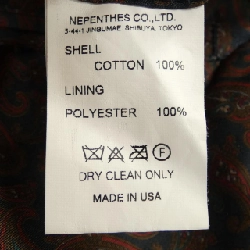 NEPENTHES CO.,LTD.
3-44-1 JINGUMAE, SHIBUYA, TOKYO
SHELL
COTTON 100%
LINING
POLYESTER 100%
F
DRY CLEAN ONLY
MADE IN USA